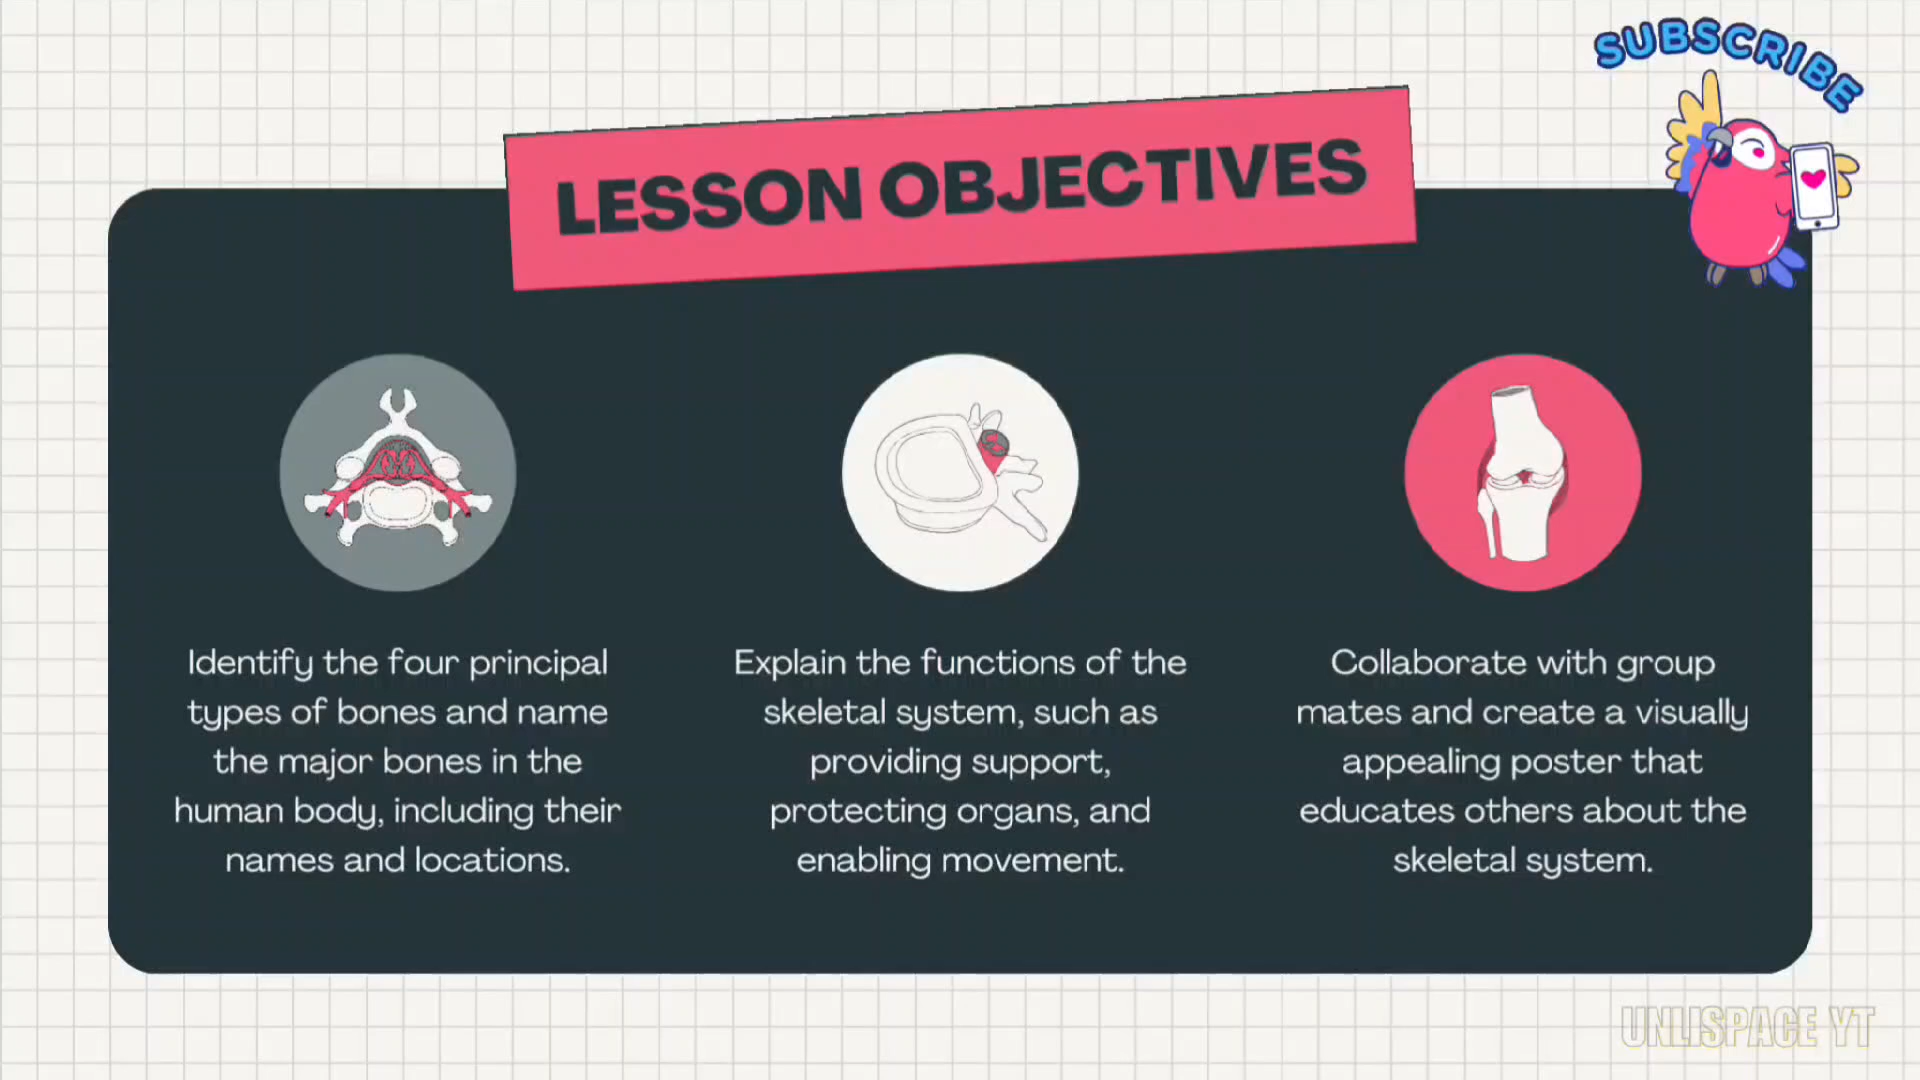 SUBSCRIBE
LESSON OBJECTIVES
Identify the four principal
types of bones and name
the major bones in the
human body, including their
names and locations.
Explain the functions of the
skeletal system, such as
providing support,
protecting organs, and
enabling movement.
Collaborate with group
mates and create a visually
appealing poster that
educates others about the
skeletal system.
UNLISPACE YT